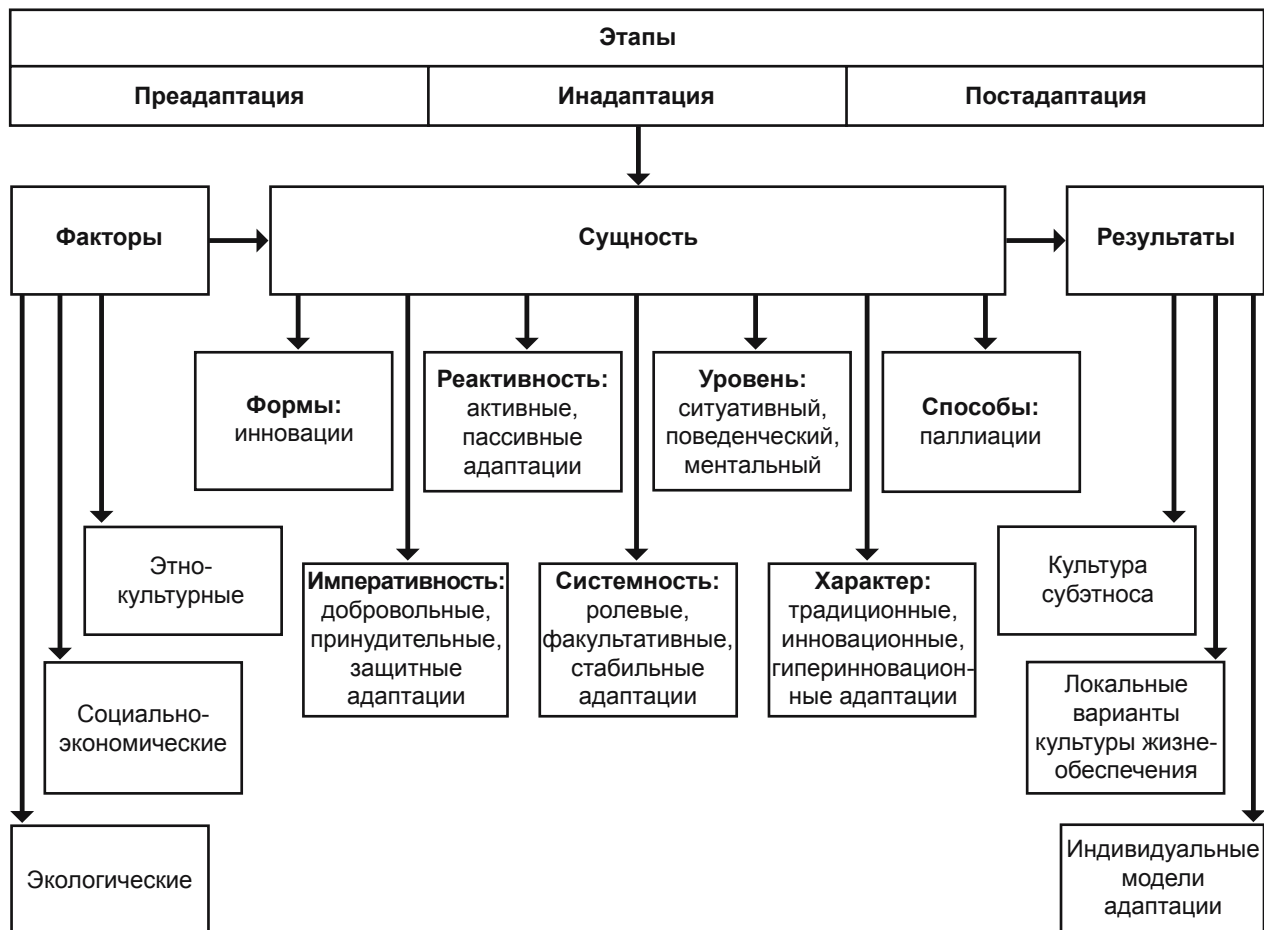 Этапы
Преадаптация
Инадаптация
Постадаптация
Факторы
Сущность
Результаты
Формы:
инновации
Реактивность:
активные,
пассивные
адаптации
Уровень:
ситуативный,
поведенческий,
ментальный
Способы:
паллиации
Этно-
культурные
Императивность:
добровольные,
принудительные,
защитные
адаптации
Системность:
ролевые,
факультативные,
стабильные
адаптации
Характер:
традиционные,
инновационные,
гиперинновацион-
ные адаптации
Культура
субэтноса
Социально-
экономические
Локальные
варианты
культуры жизне-
обеспечения
Экологические
Индивидуальные
модели
адаптации